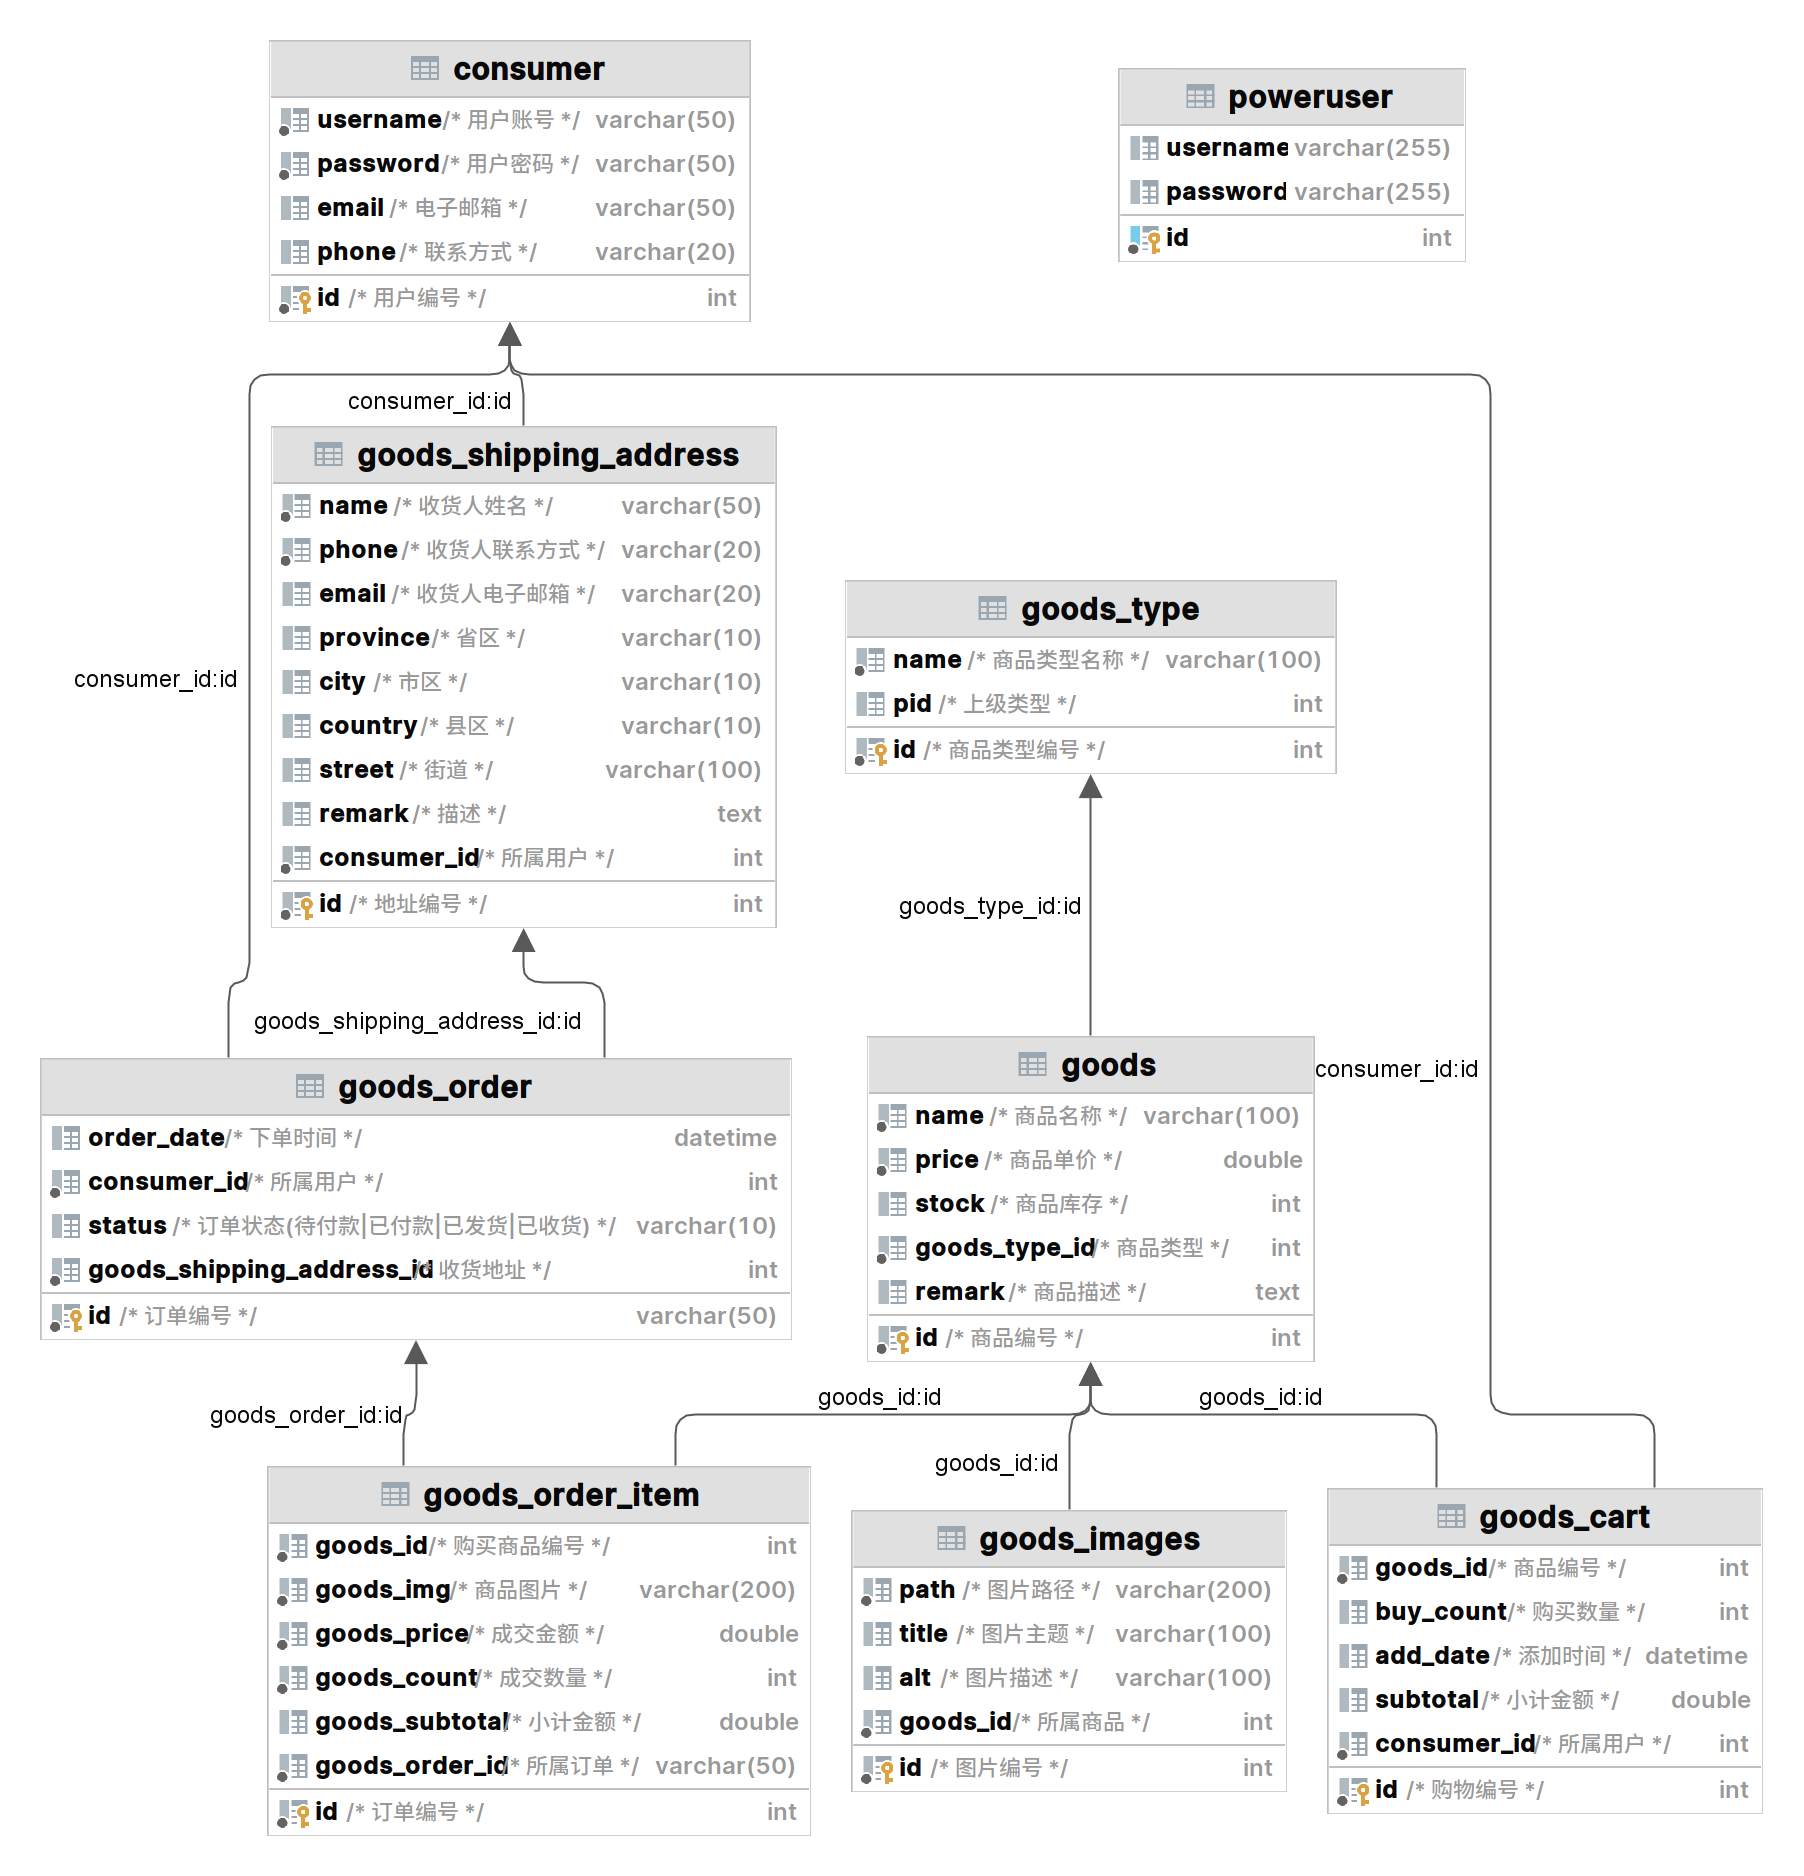 consumer
username /* 用户账号 */ varchar(50)
password /* 用户密码 */ varchar(50)
email /* 电子邮箱 */ varchar(50)
phone /* 联系方式 */ varchar(20)
id /* 用户编号 */ int
poweruser
username varchar(255)
password varchar(255)
id int
consumer_id:id
goods_shipping_address
name /* 收货人姓名 */ varchar(50)
phone /* 收货人联系方式 */ varchar(20)
email /* 收货人电子邮箱 */ varchar(20)
province /* 省区 */ varchar(10)
city /* 市区 */ varchar(10)
country /* 县区 */ varchar(10)
street /* 街道 */ varchar(100)
remark /* 描述 */ text
consumer_id /* 所属用户 */ int
id /* 地址编号 */ int
consumer_id:id
goods_type
name /* 商品类型名称 */ varchar(100)
pid /* 上级类型 */ int
id /* 商品类型编号 */ int
goods_type_id:id
goods_shipping_address_id:id
goods_order
order_date /* 下单时间 */ datetime
consumer_id /* 所属用户 */ int
status /* 订单状态(待付款|已付款|已发货|已收货) */ varchar(10)
goods_shipping_address_id /* 收货地址 */ int
id /* 订单编号 */ varchar(50)
goods
name /* 商品名称 */ varchar(100)
price /* 商品单价 */ double
stock /* 商品库存 */ int
goods_type_id /* 商品类型 */ int
remark /* 商品描述 */ text
id /* 商品编号 */ int
consumer_id:id
goods_order_id:id
goods_id:id
goods_id:id
goods_id:id
goods_order_item
goods_id /* 购买商品编号 */ int
goods_img /* 商品图片 */ varchar(200)
goods_price /* 成交金额 */ double
goods_count /* 成交数量 */ int
goods_subtotal /* 小计金额 */ double
goods_order_id /* 所属订单 */ varchar(50)
id /* 订单编号 */ int
goods_images
path /* 图片路径 */ varchar(200)
title /* 图片主题 */ varchar(100)
alt /* 图片描述 */ varchar(100)
goods_id /* 所属商品 */ int
id /* 图片编号 */ int
goods_cart
goods_id /* 商品编号 */ int
buy_count /* 购买数量 */ int
add_date /* 添加时间 */ datetime
subtotal /* 小计金额 */ double
consumer_id /* 所属用户 */ int
id /* 购物编号 */ int